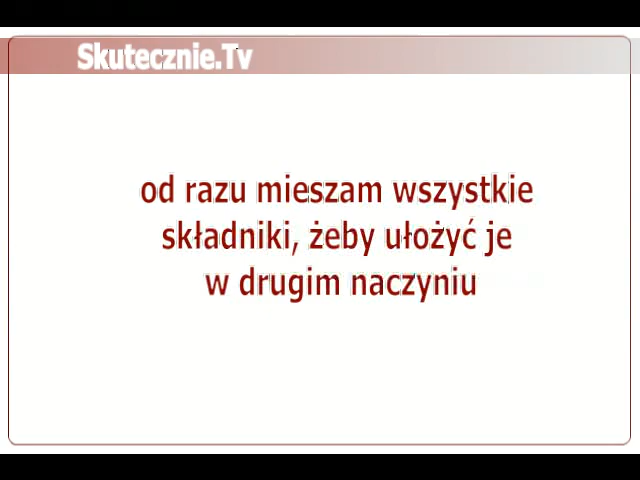 Skutecznie.Tv
od razu mieszam wszystkie
składniki, żeby ułożyć je
w drugim naczyniu